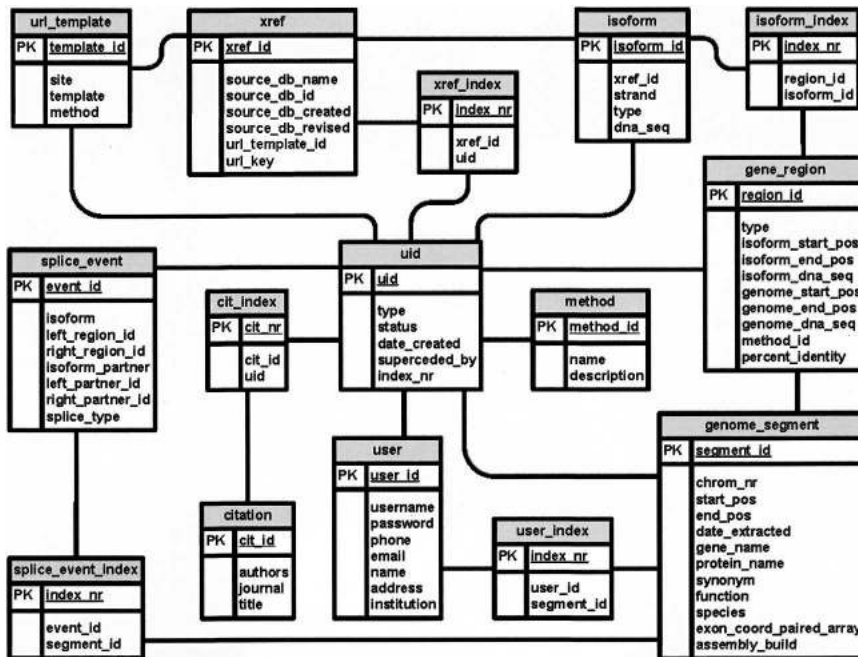 url_template
PK template_id
site
template
method
xref
PK xref_id
source_db_name
source_db_id
source_db_created
source_db_revised
url_template_id
url_key
xref_index
PK index_nr
xref_id
uid
isoform
PK isoform_id
xref_id
strand
type
dna_seq
isoform_index
PK index_nr
region_id
isoform_id
gene_region
PK region_id
type
isoform_start_pos
isoform_end_pos
isoform_dna_seq
genome_start_pos
genome_end_pos
genome_dna_seq
method_id
percent_identity
splice_event
PK event_id
isoform
left_region_id
right_region_id
isoform_partner
left_partner_id
right_partner_id
splice_type
cit_index
PK cit_nr
cit_id
uid
uid
PK uid
type
status
date_created
superceded_by
index_nr
method
PK method_id
name
description
genome_segment
PK segment_id
chrom_nr
start_pos
end_pos
date_extracted
gene_name
protein_name
synonym
function
species
exon_coord_paired_array
assembly_build
user
PK user_id
username
password
phone
email
name
address
institution
citation
PK cit_id
authors
journal
title
user_index
PK index_nr
user_id
segment_id
splice_event_index
PK index_nr
event_id
segment_id